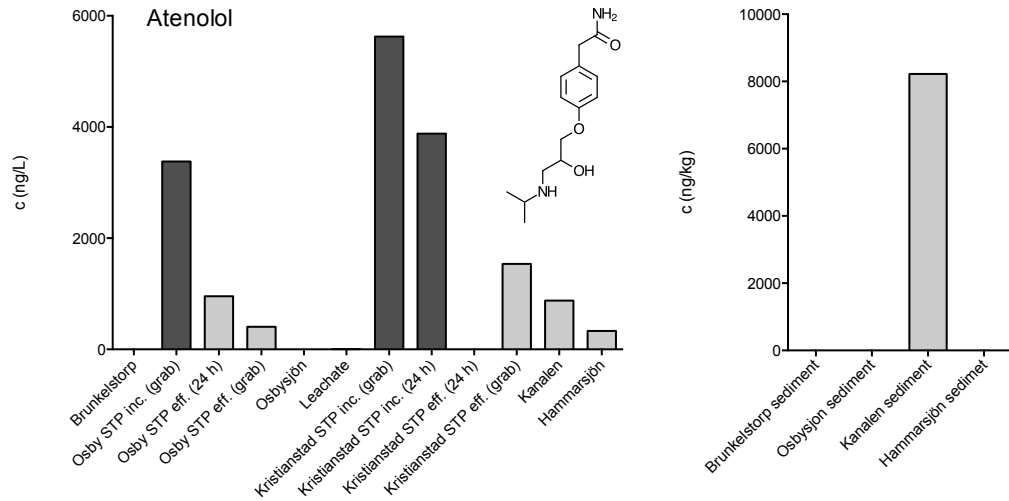 Atenolol
6000
4000
2000
0
c (ng/L)
NH2
O
O
OH
NH
Brunkelstorp
Osby STP inc. (grab)
Osby STP eff. (24 h)
Osby STP eff. (grab)
Osbysjön
Leachate
Kristianstad STP inc. (grab)
Kristianstad STP inc. (24 h)
Kristianstad STP eff. (24 h)
Kristianstad STP eff. (grab)
Kanalen
Hammarsjön
10000
8000
6000
4000
2000
0
c (ng/kg)
Brunkelstorp sediment
Osbysjon sediment
Kanalen sediment
Hammarsjön sedimet